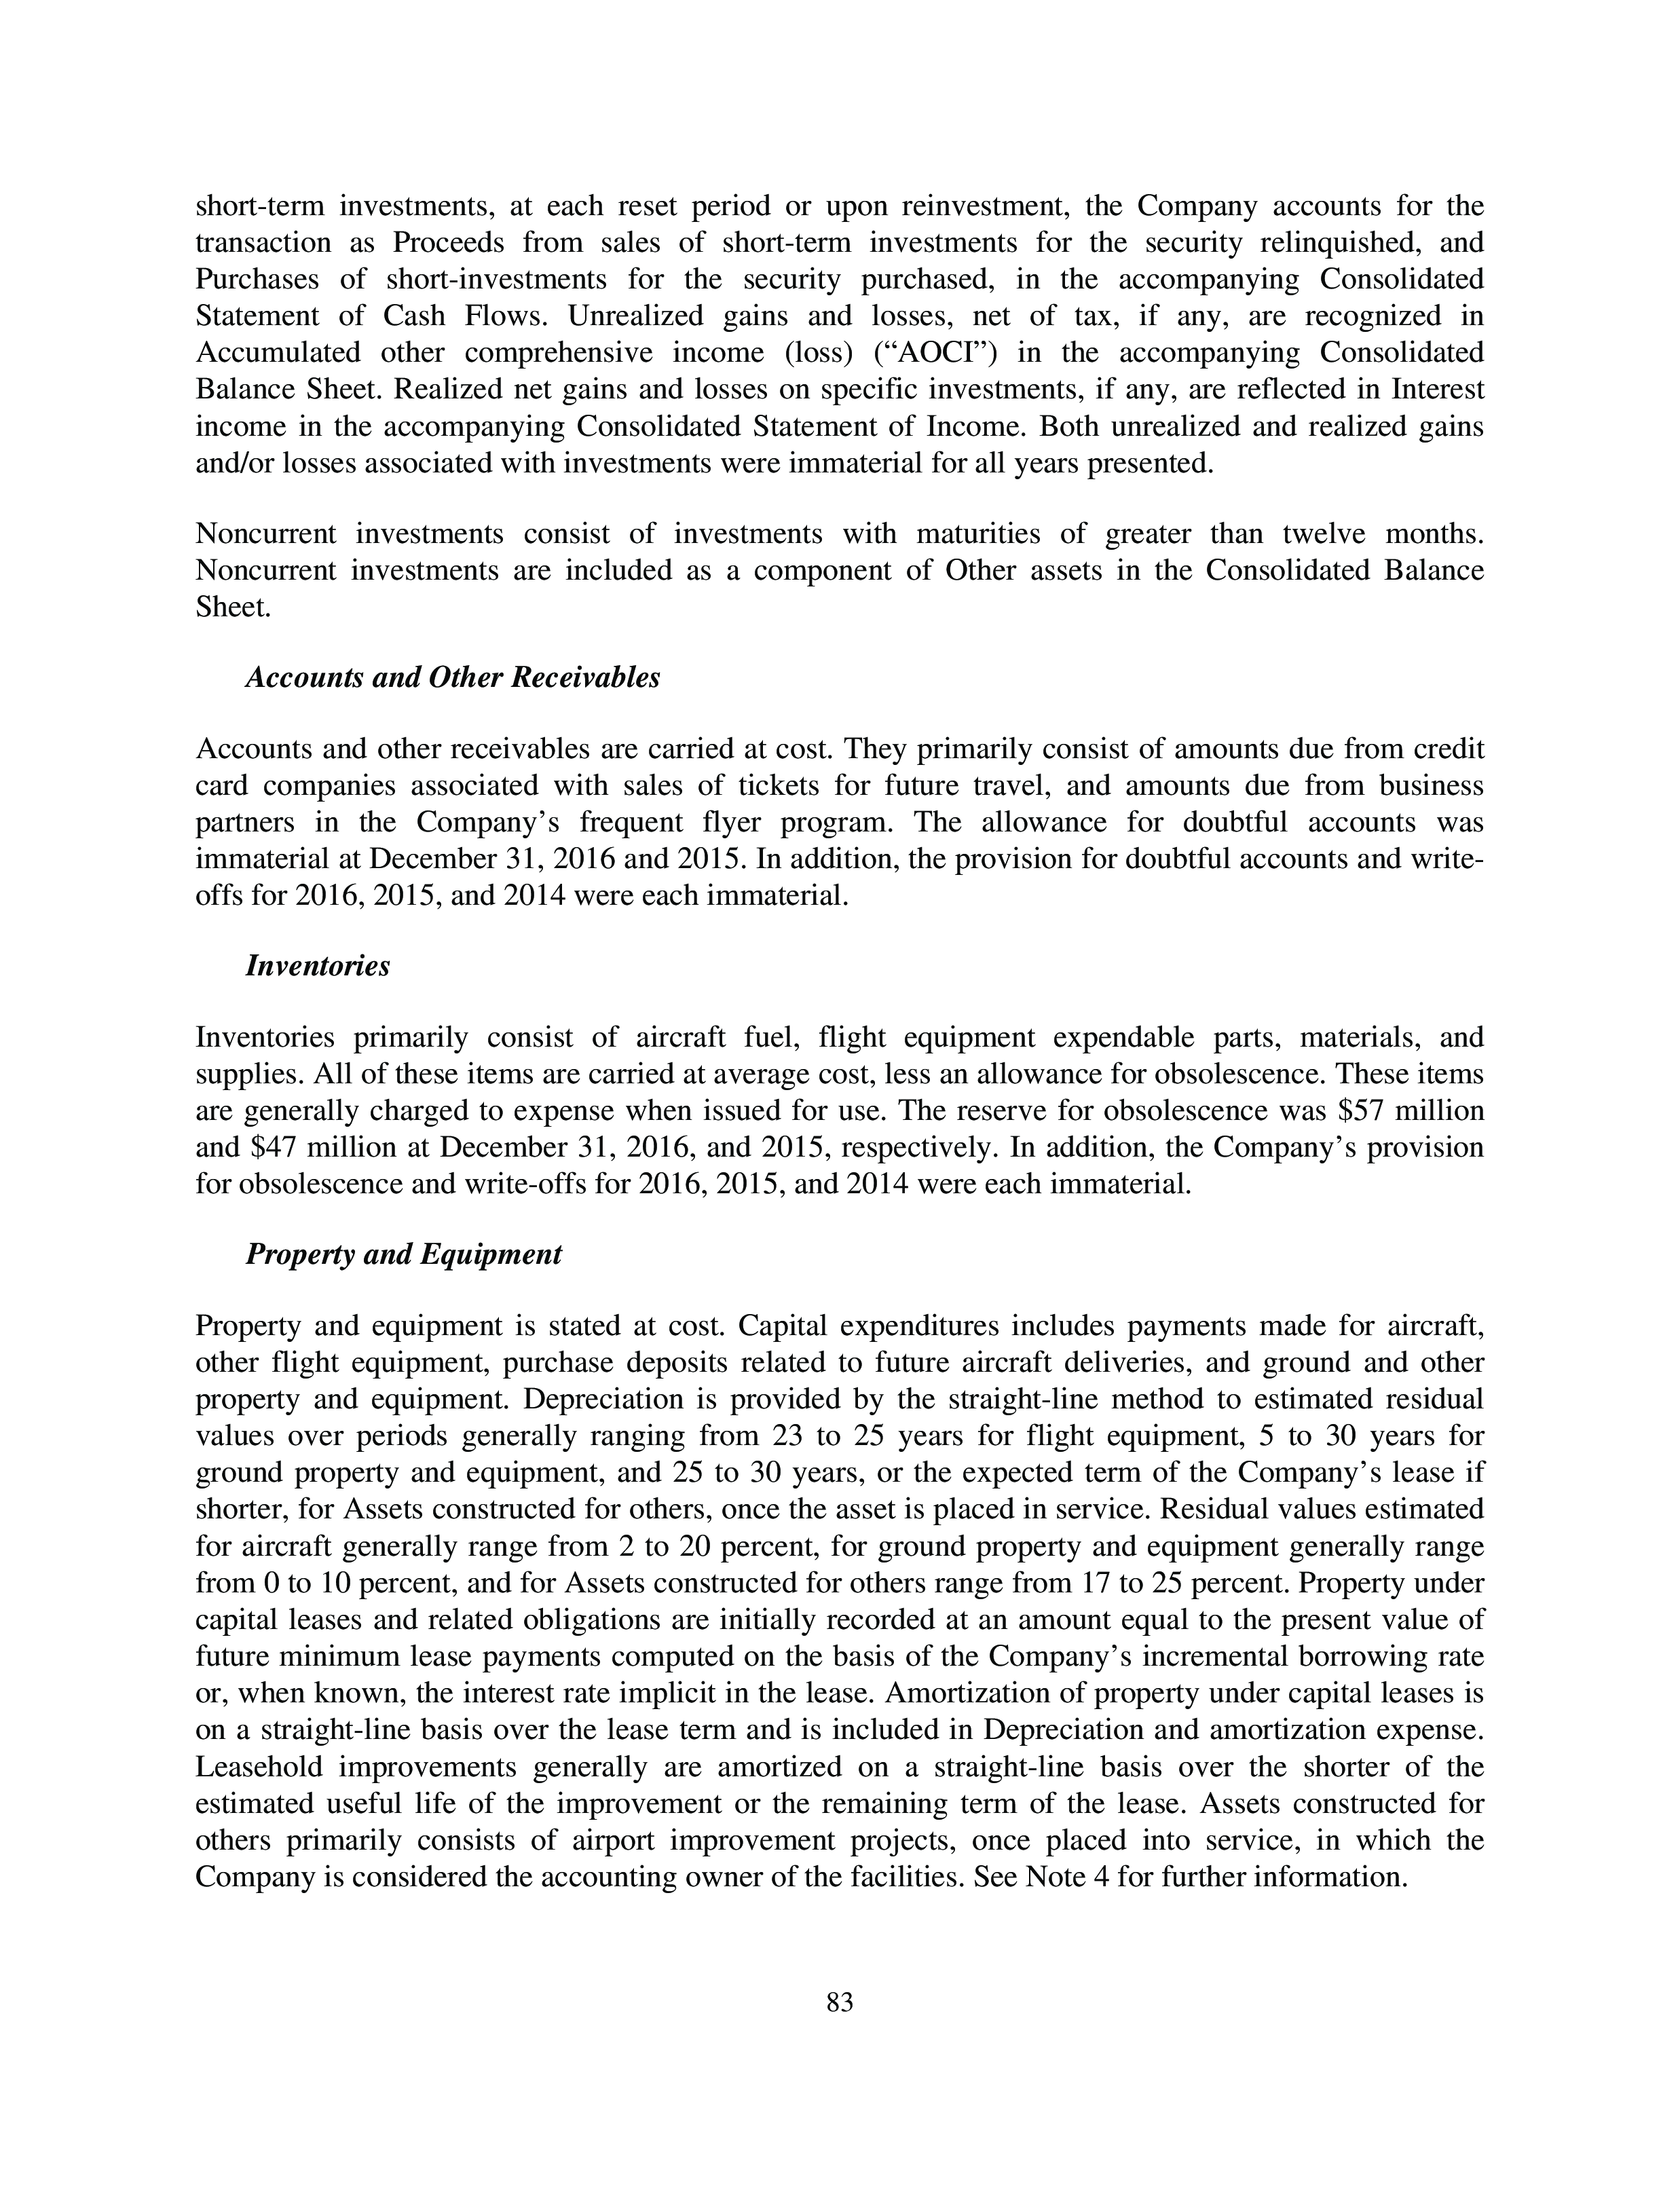 short-term investments, at each reset period or upon reinvestment, the Company accounts for the
transaction as Proceeds from sales of short-term investments for the security relinquished, and
Purchases of short-investments for the security purchased, in the accompanying Consolidated
Statement of Cash Flows. Unrealized gains and losses, net of tax, if any, are recognized in
Accumulated other comprehensive income (loss) (“AOCI”) in the accompanying Consolidated
Balance Sheet. Realized net gains and losses on specific investments, if any, are reflected in Interest
income in the accompanying Consolidated Statement of Income. Both unrealized and realized gains
and/or losses associated with investments were immaterial for all years presented.
Noncurrent investments consist of investments with maturities of greater than twelve months.
Noncurrent investments are included as a component of Other assets in the Consolidated Balance
Sheet.
Accounts and Other Receivables
Accounts and other receivables are carried at cost. They primarily consist of amounts due from credit
card companies associated with sales of tickets for future travel, and amounts due from business
partners in the Company’s frequent flyer program. The allowance for doubtful accounts was
immaterial at December 31, 2016 and 2015. In addition, the provision for doubtful accounts and write-
offs for 2016, 2015, and 2014 were each immaterial.
Inventories
Inventories primarily consist of aircraft fuel, flight equipment expendable parts, materials, and
supplies. All of these items are carried at average cost, less an allowance for obsolescence. These items
are generally charged to expense when issued for use. The reserve for obsolescence was $57 million
and $47 million at December 31, 2016, and 2015, respectively. In addition, the Company’s provision
for obsolescence and write-offs for 2016, 2015, and 2014 were each immaterial.
Property and Equipment
Property and equipment is stated at cost. Capital expenditures includes payments made for aircraft,
other flight equipment, purchase deposits related to future aircraft deliveries, and ground and other
property and equipment. Depreciation is provided by the straight-line method to estimated residual
values over periods generally ranging from 23 to 25 years for flight equipment, 5 to 30 years for
ground property and equipment, and 25 to 30 years, or the expected term of the Company’s lease if
shorter, for Assets constructed for others, once the asset is placed in service. Residual values estimated
for aircraft generally range from 2 to 20 percent, for ground property and equipment generally range
from 0 to 10 percent, and for Assets constructed for others range from 17 to 25 percent. Property under
capital leases and related obligations are initially recorded at an amount equal to the present value of
future minimum lease payments computed on the basis of the Company’s incremental borrowing rate
or, when known, the interest rate implicit in the lease. Amortization of property under capital leases is
on a straight-line basis over the lease term and is included in Depreciation and amortization expense.
Leasehold improvements generally are amortized on a straight-line basis over the shorter of the
estimated useful life of the improvement or the remaining term of the lease. Assets constructed for
others primarily consists of airport improvement projects, once placed into service, in which the
Company is considered the accounting owner of the facilities. See Note 4 for further information.
83